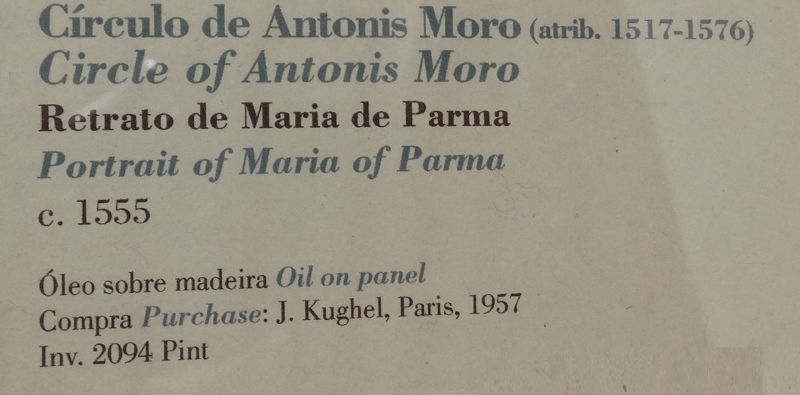 Círculo de Antonis Moro (atrib. 1517-1576)
Circle of Antonis Moro
Retrato de Maria de Parma
Portrait of Maria of Parma
c. 1555
Óleo sobre madeira Oil on panel
Compra Purchase: J. Kughel, Paris, 1957
Inv. 2094 Pint